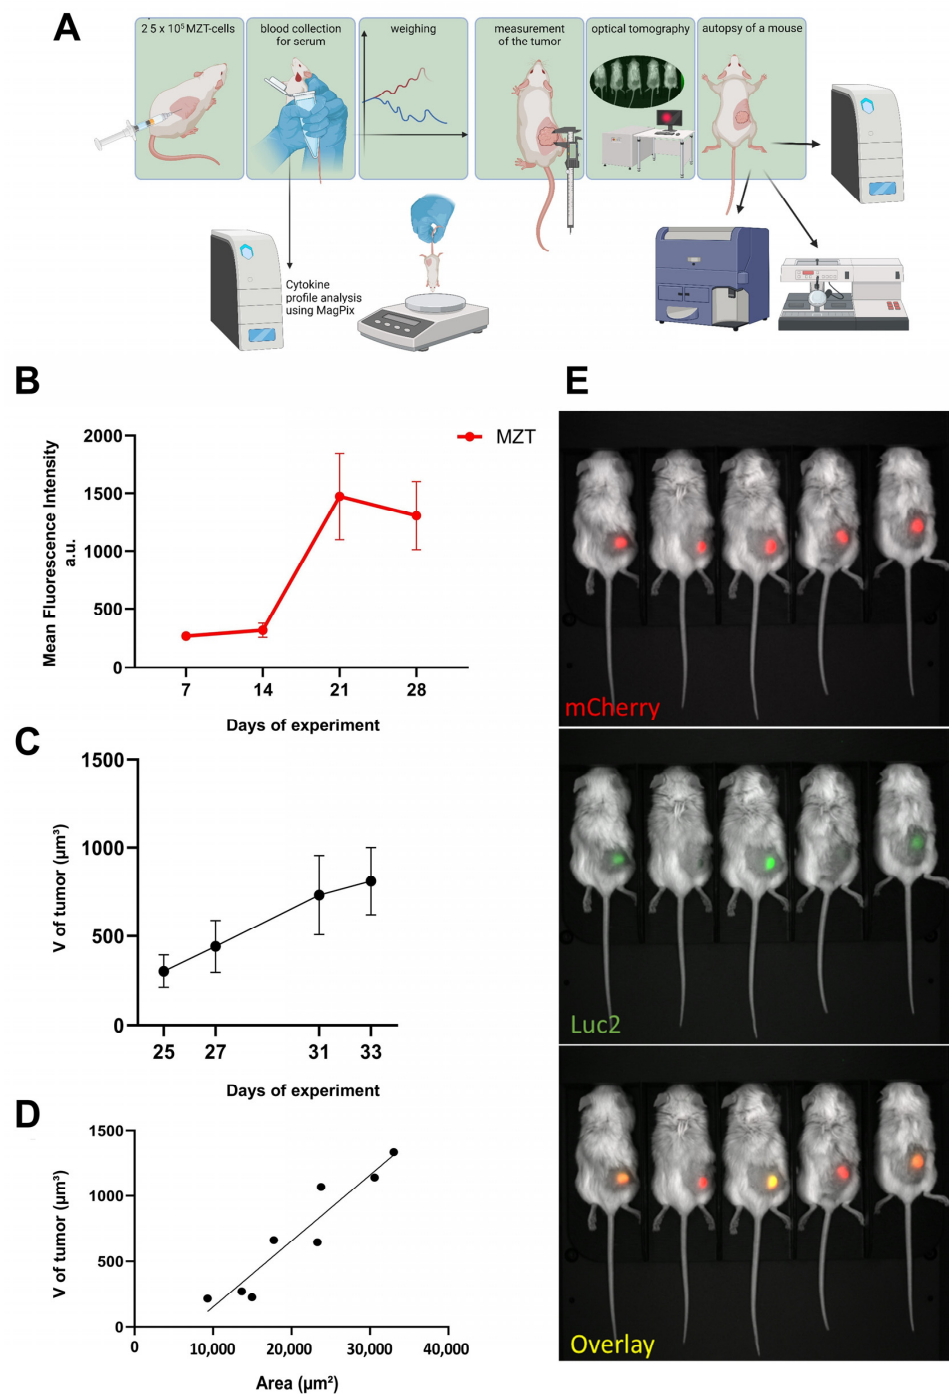 A
2.5 x 10⁵ MZT-cells
blood collection
for serum
weighing
measurement
of the tumor
optical tomography
autopsy of a mouse
Cytokine
profile analysis
using MagPix
B
Mean Fluorescence Intensity
a.u.
2000
1500
1000
500
0
7 14 21 28
Days of experiment
MZT
C
V of tumor (µm³)
1500
1000
500
0
25 27 31 33
Days of experiment
D
V of tumor (µm³)
1500
1000
500
0
0 10,000 20,000 30,000 40,000
Area (µm²)
E
mCherry
Luc2
Overlay